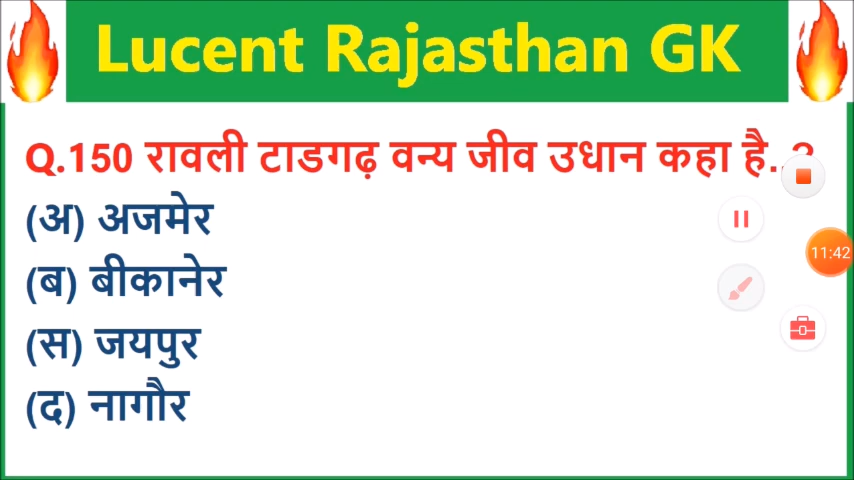 Lucent Rajasthan GK
Q.150 रावली टाडगढ़ वन्य जीव उधान कहा है..?
(अ) अजमेर
(ब) बीकानेर
(स) जयपुर
(द) नागौर
11:42